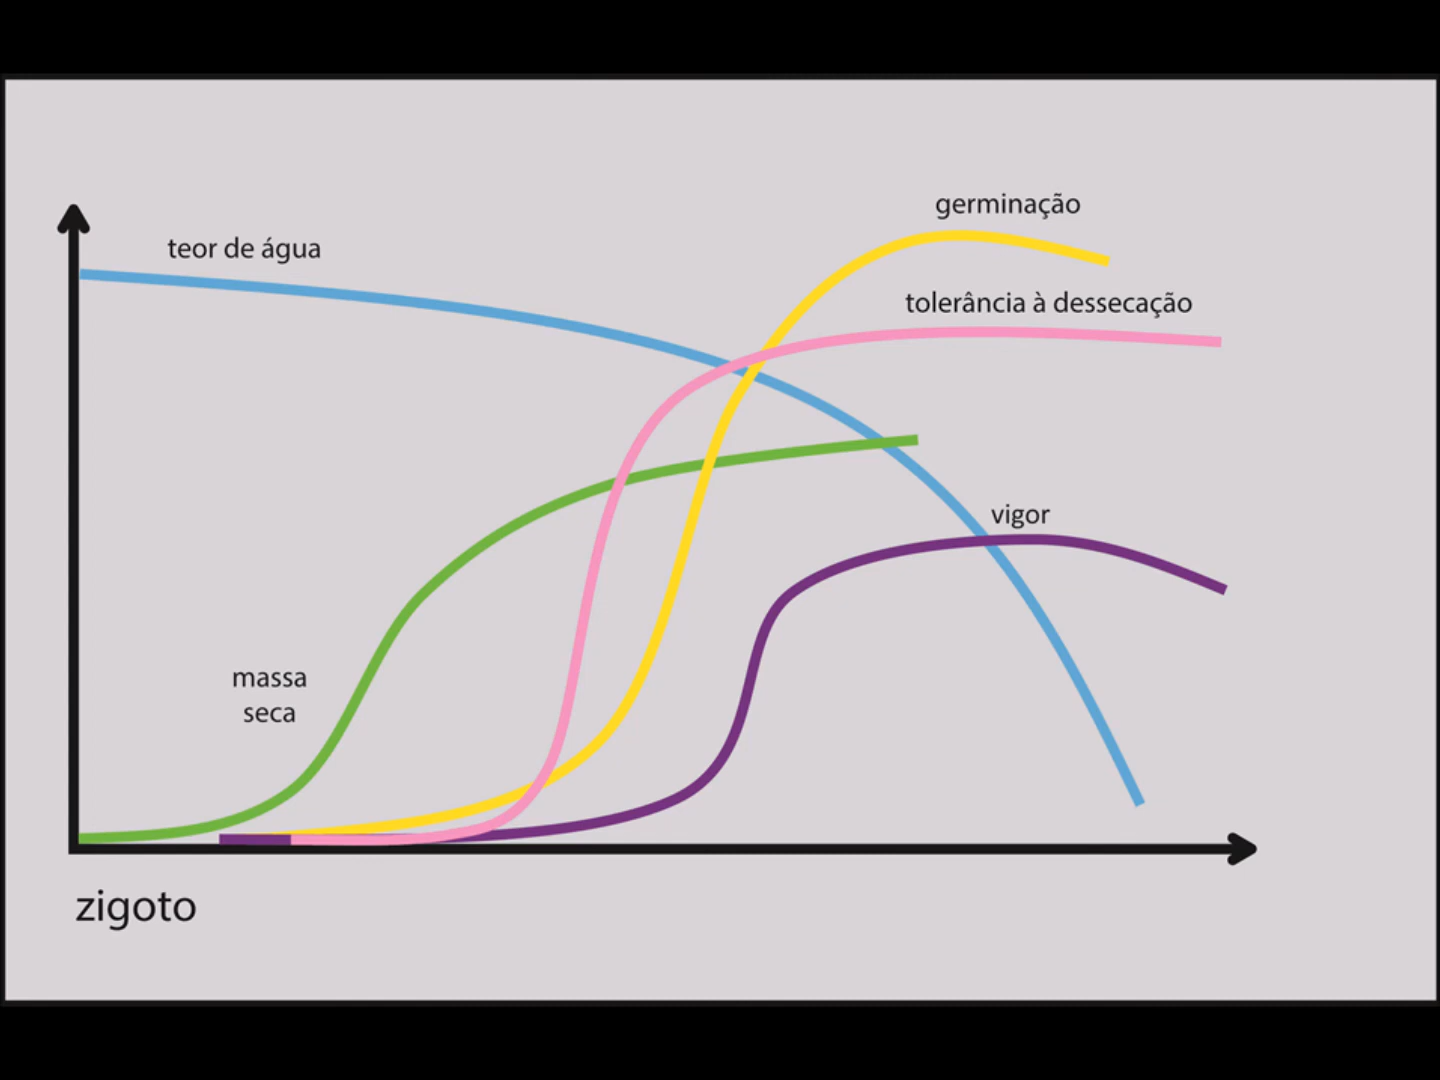 germinação
teor de água
tolerância à dessecação
vigor
massa
seca
zigoto